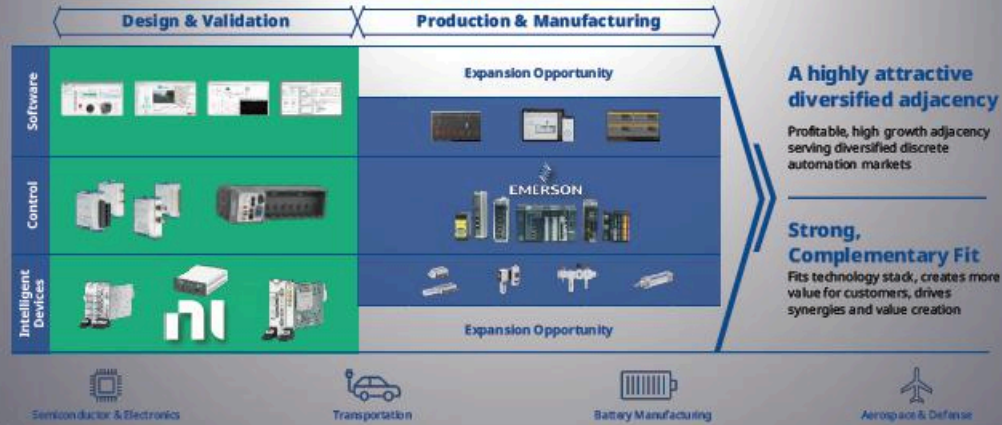 Design & Validation
Production & Manufacturing
Software
Expansion Opportunity
Control
EMERSON
Intelligent
Devices
ni
Expansion Opportunity
A highly attractive
diversified adjacency
Profitable, high growth adjacency
serving diversified discrete
automation markets
Strong,
Complementary Fit
Fits technology stack, creates more
value for customers, drives
synergies and value creation
Semiconductor & Electronics
Transportation
Battery Manufacturing
Aerospace & Defense